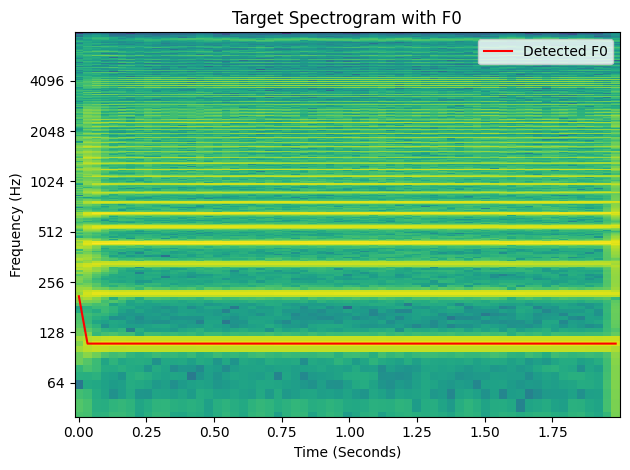 Target Spectrogram with F0
Detected F0
Frequency (Hz)
4096
2048
1024
512
256
128
64
0.00 0.25 0.50 0.75 1.00 1.25 1.50 1.75
Time (Seconds)